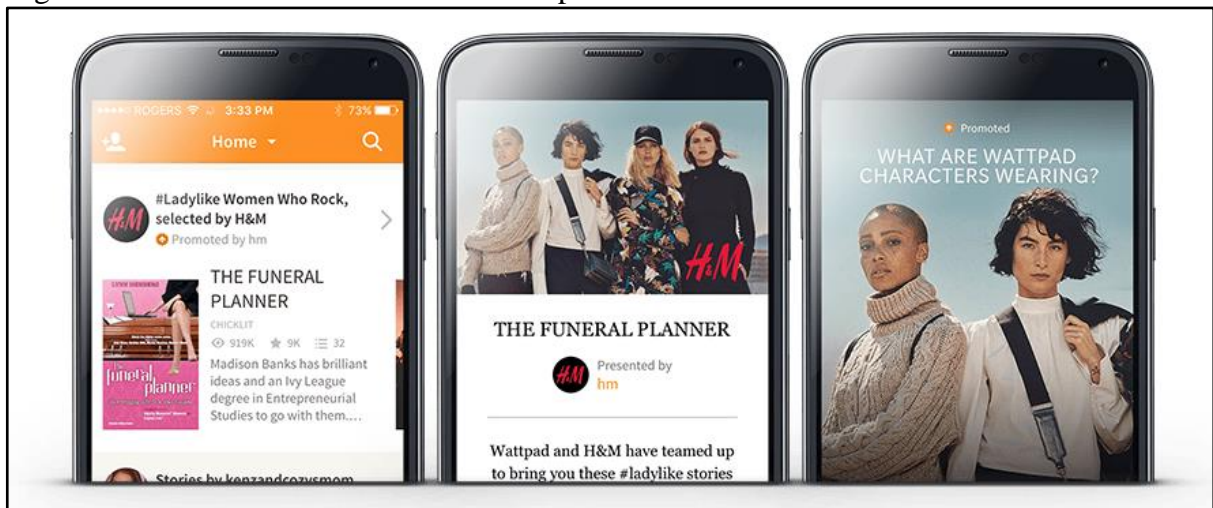 ROGERS 3:33 PM 73%
Home
#Ladylike Women Who Rock,
selected by H&M
H&M
Promoted by hm
THE FUNERAL
PLANNER
CHICKLIT
919K 9K 32
Madison Banks has brilliant
ideas and an Ivy League
degree in Entrepreneurial
Studies to go with them....
the
funeral
planner
Stories by kenzandcozysmom
H&M
THE FUNERAL PLANNER
H&M
Presented by
hm
Wattpad and H&M have teamed up
to bring you these #ladylike stories
Promoted
WHAT ARE WATTPAD
CHARACTERS WEARING?